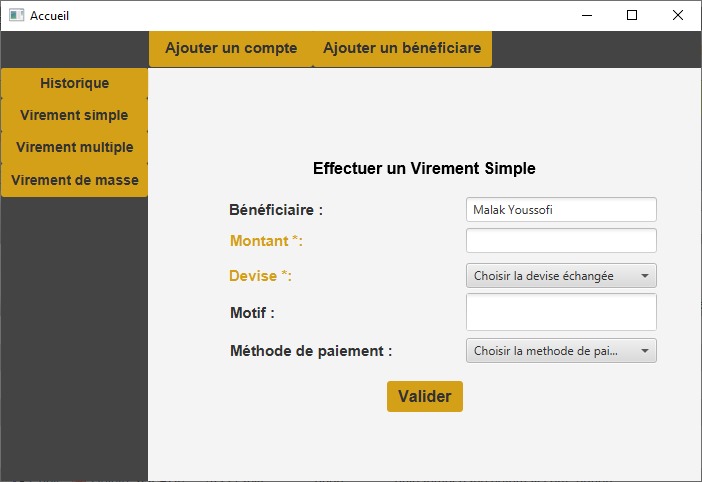 Accueil
Ajouter un compte
Ajouter un bénéficiare
Historique
Virement simple
Virement multiple
Virement de masse
Effectuer un Virement Simple
Bénéficiaire :
Malak Youssofi
Montant *:
Devise *:
Choisir la devise échangée
Motif :
Méthode de paiement :
Choisir la methode de pai...
Valider